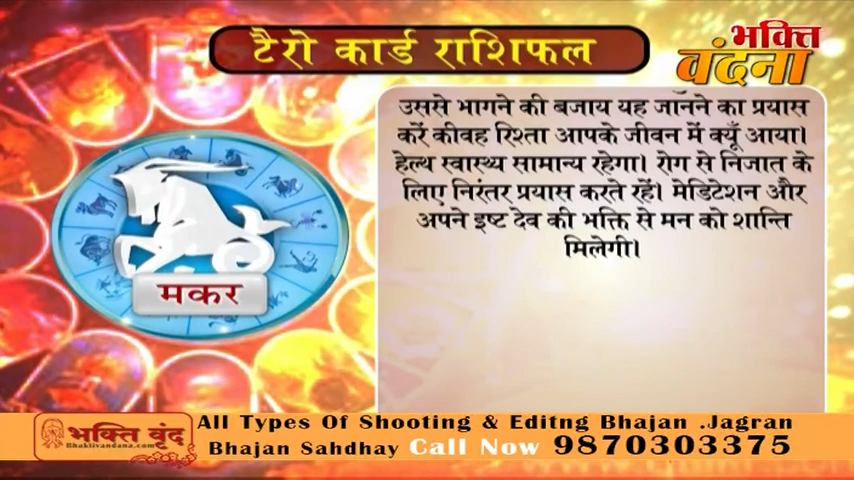 टैरो कार्ड राशिफल
भक्ति
वंदना
उससे भागने की बजाय यह जानने का प्रयास
करें कीवह रिश्ता आपके जीवन में क्यूँ आया।
हेल्थ स्वास्थ्य सामान्य रहेगा। रोग से निजात के
लिए निरंतर प्रयास करते रहें। मेडिटेशन और
अपने इष्ट देव की भक्ति से मन को शान्ति
मिलेगी।
मकर
भक्ति वृंद
Bhaktivandana.com
All Types Of Shooting & Editng Bhajan .Jagran
Bhajan Sahdhay Call Now 9870303375